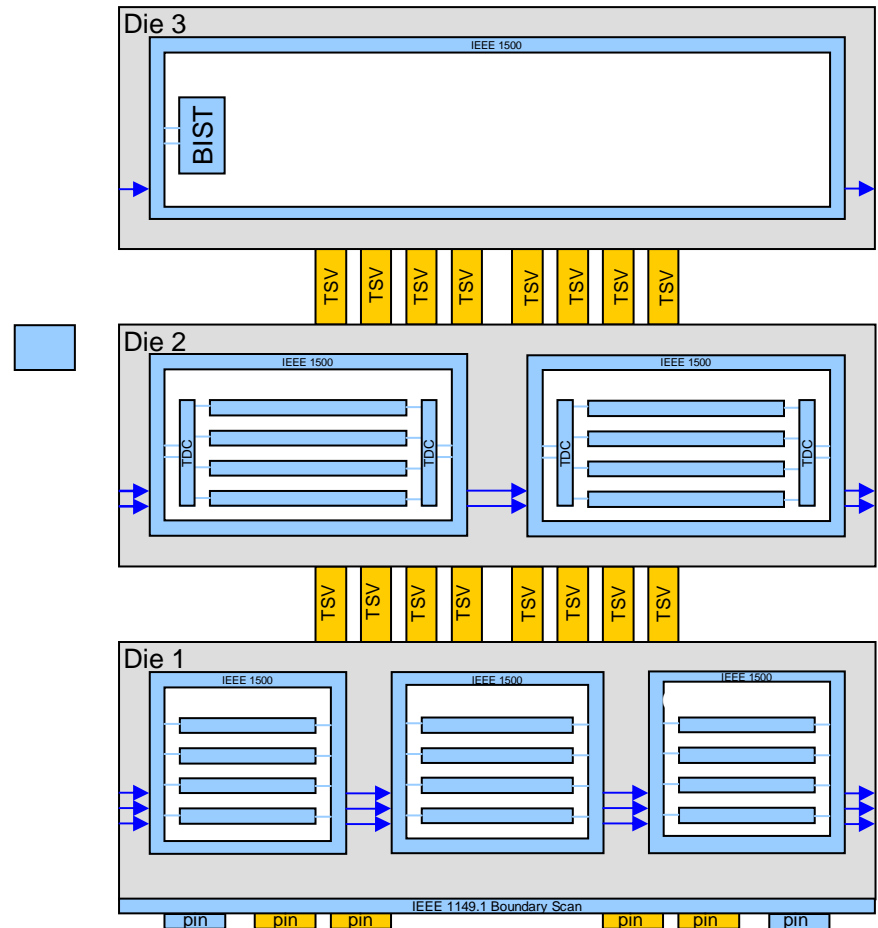 Die 3
IEEE 1500
BIST
TSV TSV TSV TSV TSV TSV TSV TSV
Die 2
IEEE 1500 IEEE 1500
TDC TDC TDC TDC
TSV TSV TSV TSV TSV TSV TSV TSV
Die 1
IEEE 1500 IEEE 1500 IEEE 1500
IEEE 1149.1 Boundary Scan
pin pin pin pin pin pin